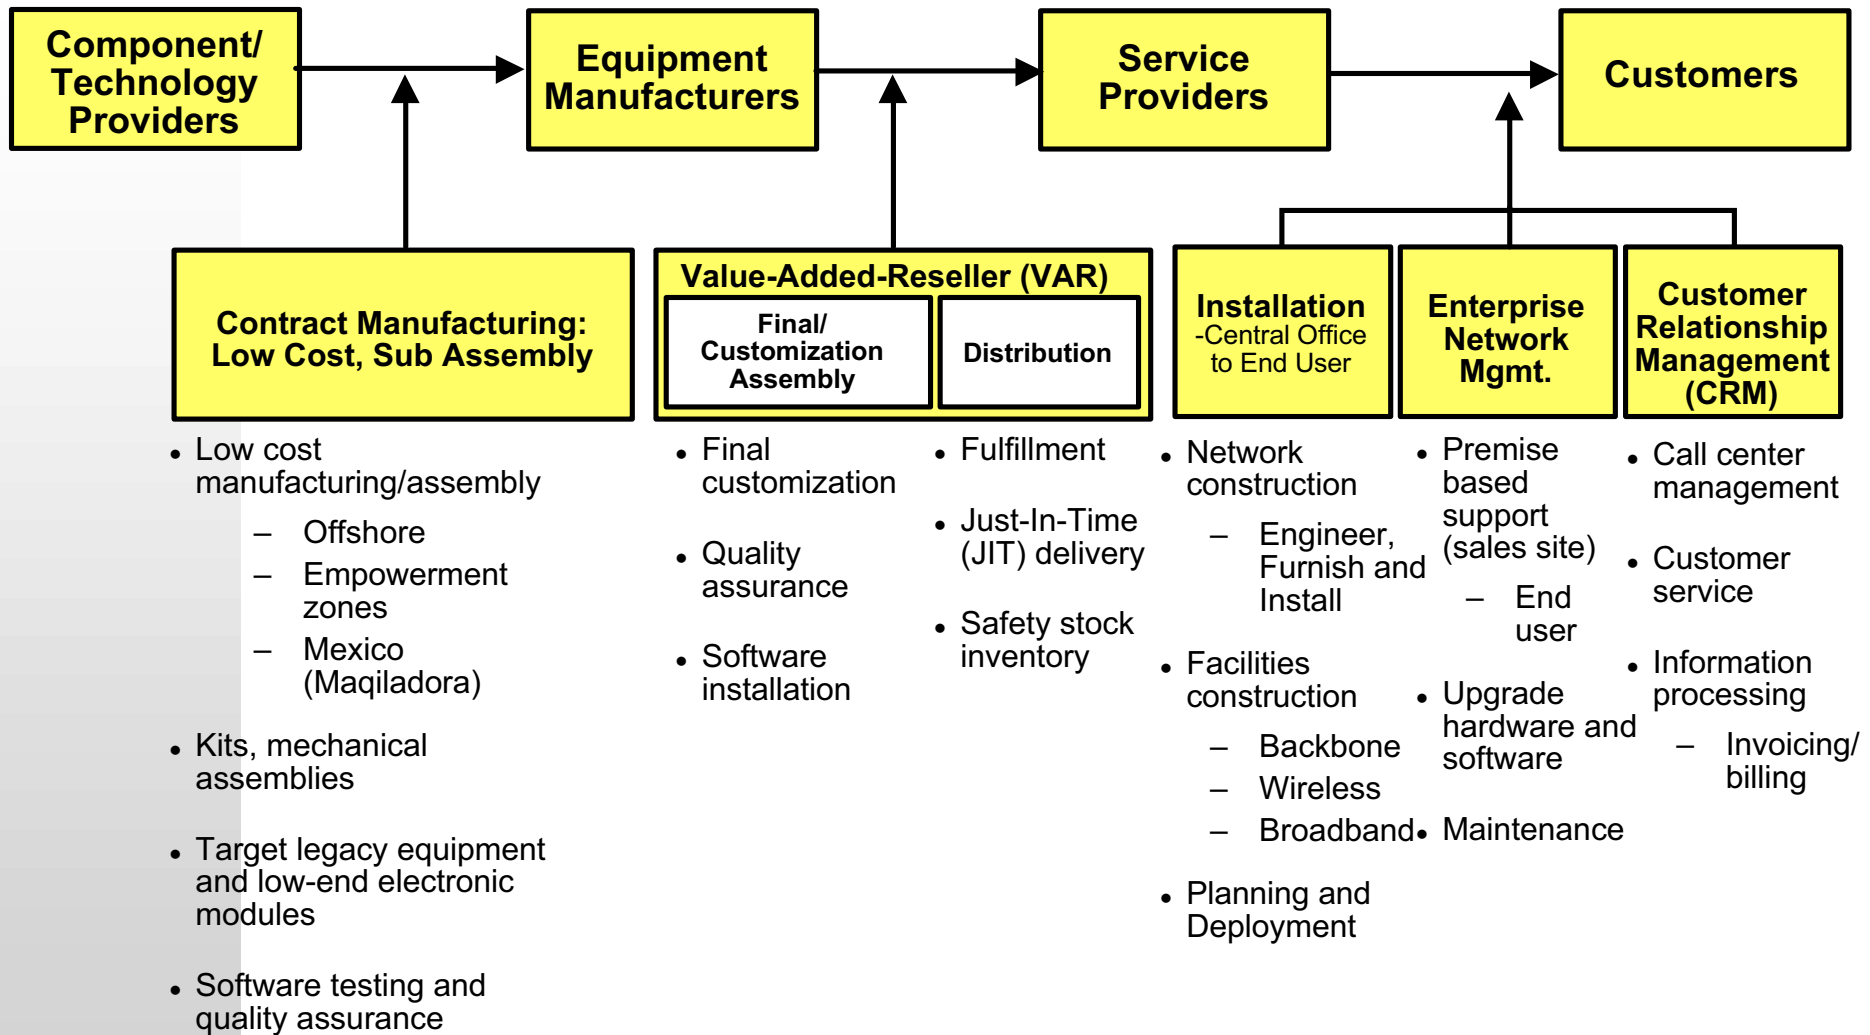 Component/
Technology
Providers
Equipment
Manufacturers
Service
Providers
Customers
Contract Manufacturing:
Low Cost, Sub Assembly
Value-Added-Reseller (VAR)
Final/
Customization
Assembly
Distribution
Installation
-Central Office
to End User
Enterprise
Network
Mgmt.
Customer
Relationship
Management
(CRM)
• Low cost
manufacturing/assembly
– Offshore
– Empowerment
zones
– Mexico
(Maqiladora)
• Kits, mechanical
assemblies
• Target legacy equipment
and low-end electronic
modules
• Software testing and
quality assurance
• Final
customization
• Quality
assurance
• Software
installation
• Fulfillment
• Just-In-Time
(JIT) delivery
• Safety stock
inventory
• Network
construction
– Engineer,
Furnish and
Install
• Facilities
construction
– Backbone
– Wireless
– Broadband
• Planning and
Deployment
• Premise
based
support
(sales site)
– End
user
• Upgrade
hardware and
software
• Maintenance
• Call center
management
• Customer
service
• Information
processing
– Invoicing/
billing